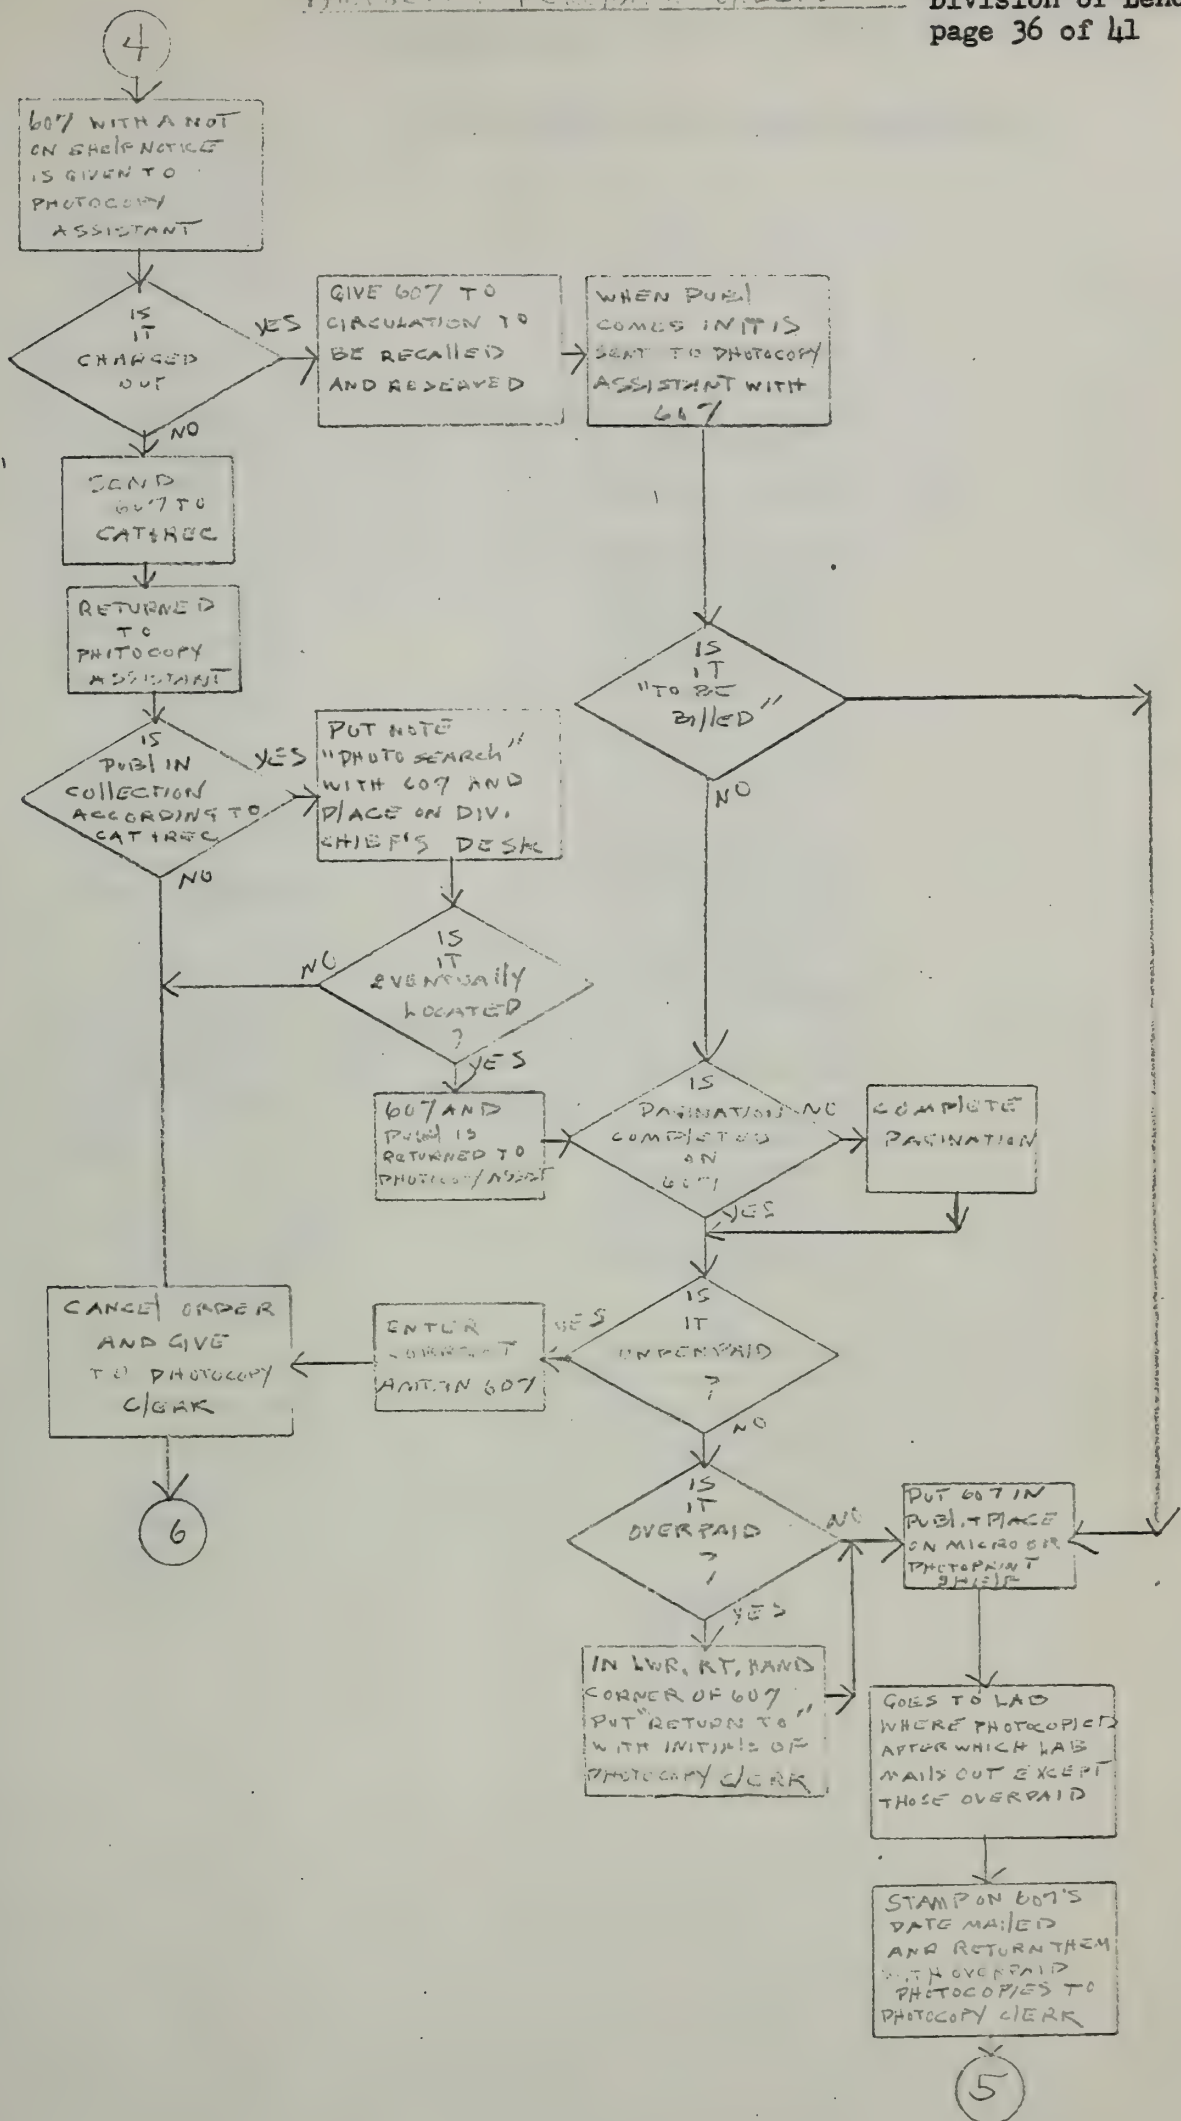 page 36 of 41
4
607 WITH A NOT
ON SHELF NOTICE
IS GIVEN TO
PHOTOCOPY
ASSISTANT
IS
IT
CHARGED
OUT
YES
NO
GIVE 607 TO
CIRCULATION TO
BE RECALLED
AND RESERVED
WHEN PUBL
COMES IN IT IS
SENT TO PHOTOCOPY
ASSISTANT WITH
607
SEND
607 TO
CAT+REC
RETURNED
TO
PHITOCOPY
ASSISTANT
IS
PUBL IN
COLLECTION
ACCORDING TO
CAT+REC
YES
NO
PUT NOTE
"PHOTO SEARCH"
WITH 607 AND
PLACE ON DIV.
CHIEF'S DESK
IS
IT
"TO BE
BILLED"
NO
IS
IT
EVENTUALLY
LOCATED
?
NO
YES
607 AND
PUBL IS
RETURNED TO
PHOTOCOPY ASSIST
IS
PAGINATION
COMPLETED
ON
607
NO
YES
COMPLETE
PAGINATION
IS
IT
UNDERPAID
?
YES
NO
ENTER
CORRECT
AMT. IN 607
CANCEL ORDER
AND GIVE
TO PHOTOCOPY
CLERK
6
IS
IT
OVERPAID
?
NO
YES
IN LWR. RT. HAND
CORNER OF 607
PUT "RETURN TO"
WITH INITIALS OF
PHOTOCOPY CLERK
PUT 607 IN
PUBL. + PLACE
ON MICRO OR
PHOTOPRINT
SHELF
GOES TO LAB
WHERE PHOTOCOPIED
AFTER WHICH LAB
MAILS OUT EXCEPT
THOSE OVERPAID
STAMP ON 607'S
DATE MAILED
AND RETURN THEM
WITH OVERPAID
PHOTOCOPIES TO
PHOTOCOPY CLERK
5